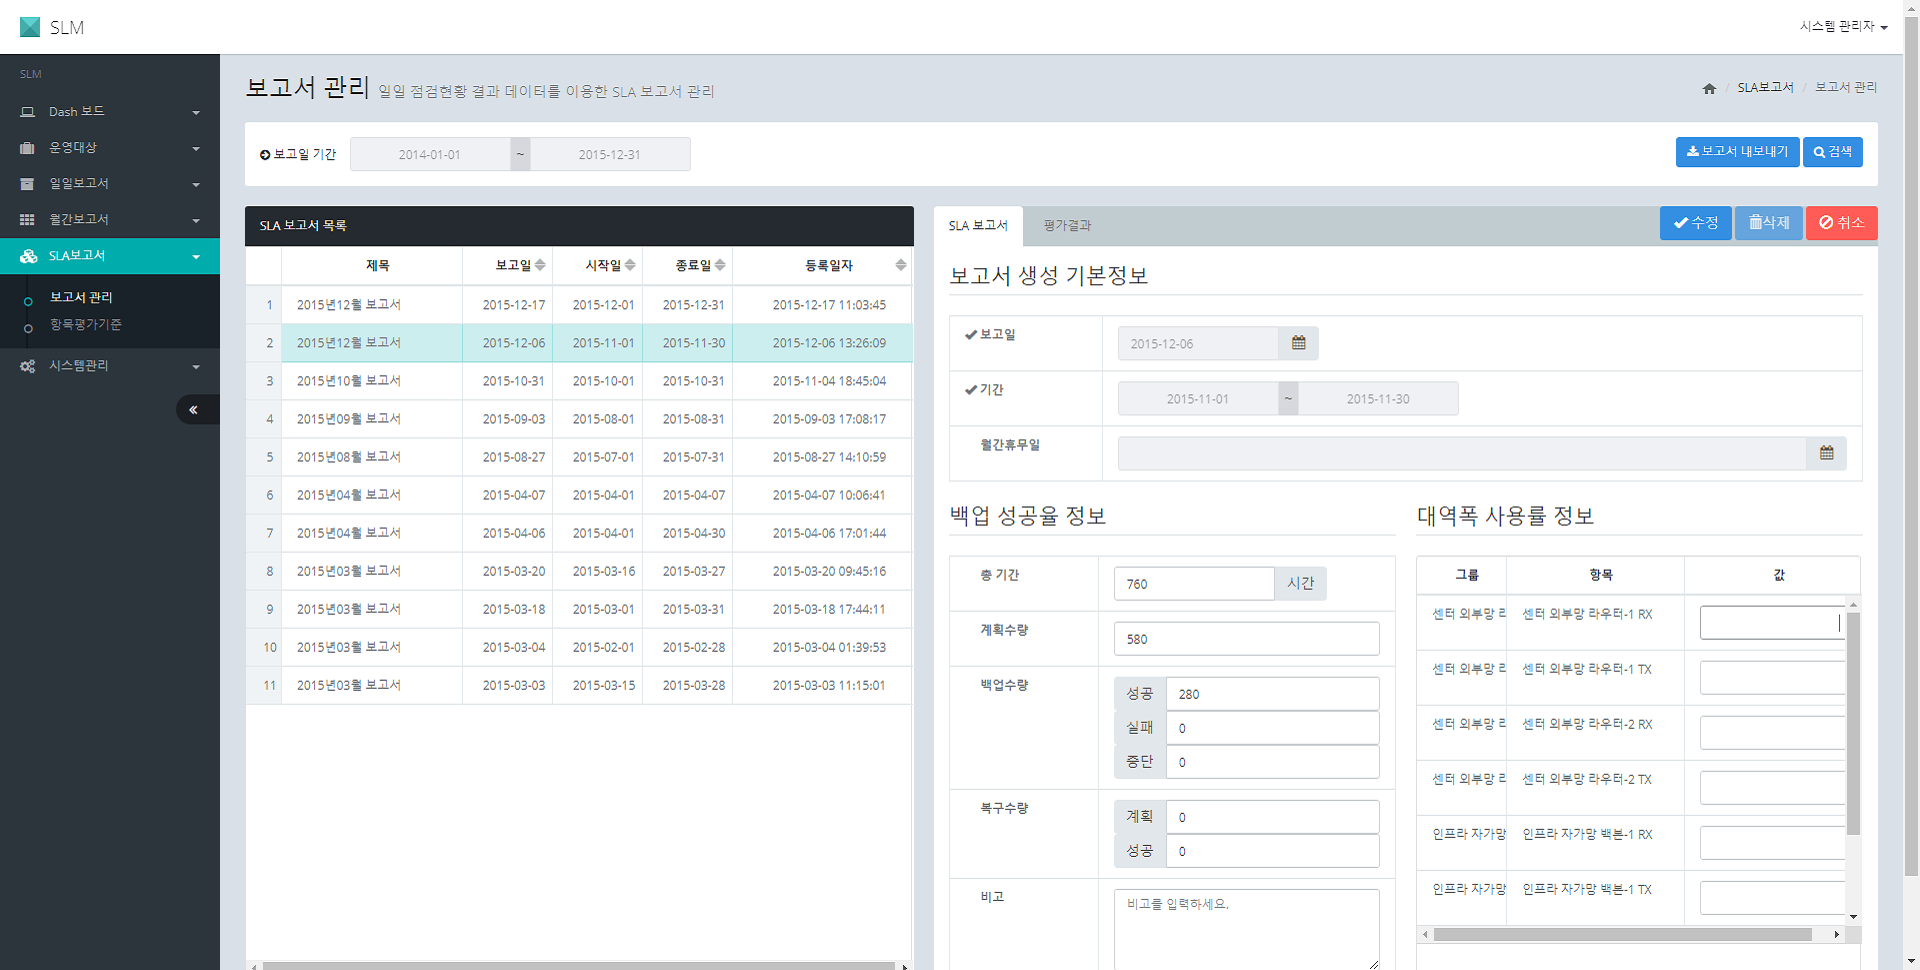 SLM
시스템 관리자
SLM
Dash 보드
운영대상
일일보고서
월간보고서
SLA보고서
보고서 관리
항목평가기준
시스템관리
보고서 관리 일일 점검현황 결과 데이터를 이용한 SLA 보고서 관리
/ SLA보고서 / 보고서 관리
보고일 기간 2014-01-01 ~ 2015-12-31
보고서 내보내기 검색
SLA 보고서 목록
제목 보고일 시작일 종료일 등록일자
1 2015년12월 보고서 2015-12-17 2015-12-01 2015-12-31 2015-12-17 11:03:45
2 2015년12월 보고서 2015-12-06 2015-11-01 2015-11-30 2015-12-06 13:26:09
3 2015년10월 보고서 2015-10-31 2015-10-01 2015-10-31 2015-11-04 18:45:04
4 2015년09월 보고서 2015-09-03 2015-08-01 2015-08-31 2015-09-03 17:08:17
5 2015년08월 보고서 2015-08-27 2015-07-01 2015-07-31 2015-08-27 14:10:59
6 2015년04월 보고서 2015-04-07 2015-04-01 2015-04-07 2015-04-07 10:06:41
7 2015년04월 보고서 2015-04-06 2015-04-01 2015-04-30 2015-04-06 17:01:44
8 2015년03월 보고서 2015-03-20 2015-03-16 2015-03-27 2015-03-20 09:45:16
9 2015년03월 보고서 2015-03-18 2015-03-01 2015-03-31 2015-03-18 17:44:11
10 2015년03월 보고서 2015-03-04 2015-02-01 2015-02-28 2015-03-04 01:39:53
11 2015년03월 보고서 2015-03-03 2015-03-15 2015-03-28 2015-03-03 11:15:01
SLA 보고서 평가결과 수정 삭제 취소
보고서 생성 기본정보
보고일 2015-12-06
기간 2015-11-01 ~ 2015-11-30
월간휴무일
백업 성공율 정보
총 기간 760 시간
계획수량 580
백업수량 성공 280
실패 0
중단 0
복구수량 계획 0
성공 0
비고 비고를 입력하세요.
대역폭 사용률 정보
그룹 항목 값
센터 외부망 라 센터 외부망 라우터-1 RX
센터 외부망 라 센터 외부망 라우터-1 TX
센터 외부망 라 센터 외부망 라우터-2 RX
센터 외부망 라 센터 외부망 라우터-2 TX
인프라 자가망 인프라 자가망 백본-1 RX
인프라 자가망 인프라 자가망 백본-1 TX